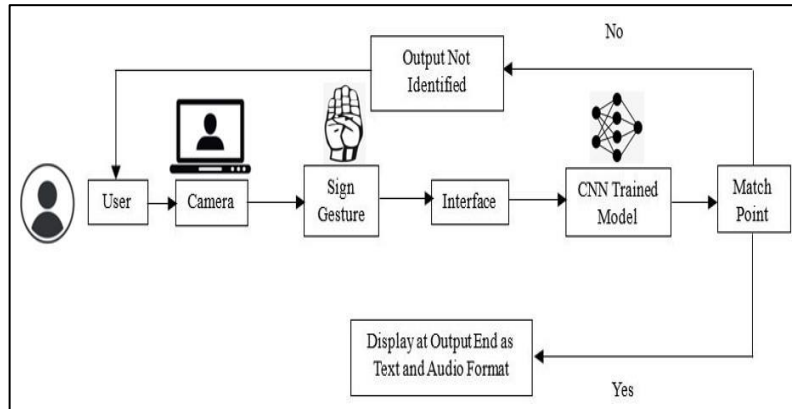 No
Output Not
Identified
User
Camera
Sign
Gesture
Interface
CNN Trained
Model
Match
Point
Display at Output End as
Text and Audio Format
Yes